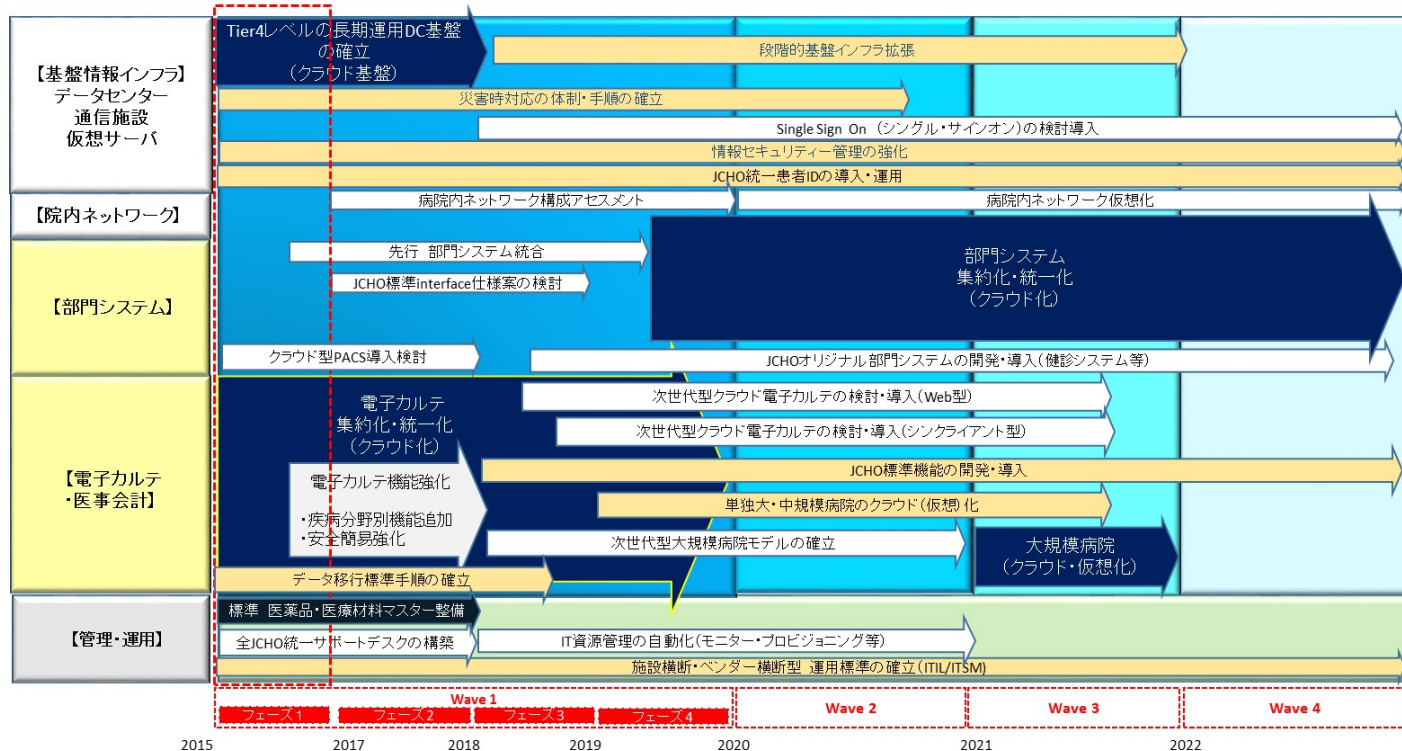 Tier4レベルの長期運用DC基盤
の確立
(クラウド基盤)
段階的基盤インフラ拡張
【基盤情報インフラ】
データセンター
通信施設
仮想サーバ
災害時対応の体制・手順の確立
Single Sign On (シングル・サインオン)の検討導入
情報セキュリティー管理の強化
JCHO統一患者IDの導入・運用
【院内ネットワーク】
病院内ネットワーク構成アセスメント
病院内ネットワーク仮想化
【部門システム】
先行 部門システム統合
JCHO標準interface仕様案の検討
部門システム
集約化・統一化
(クラウド化)
クラウド型PACS導入検討
JCHOオリジナル部門システムの開発・導入(健診システム等)
【電子カルテ
・医事会計】
電子カルテ
集約化・統一化
(クラウド化)
次世代型クラウド電子カルテの検討・導入(Web型)
次世代型クラウド電子カルテの検討・導入(シンクライアント型)
電子カルテ機能強化
・疾病分野別機能追加
・安全簡易強化
JCHO標準機能の開発・導入
単独大・中規模病院のクラウド(仮想)化
次世代型大規模病院モデルの確立
大規模病院
(クラウド・仮想化)
データ移行標準手順の確立
【管理・運用】
標準 医薬品・医療材料マスター整備
全JCHO統一サポートデスクの構築
IT資源管理の自動化(モニター・プロビジョニング等)
施設横断・ベンダー横断型 運用標準の確立(ITIL/ITSM)
Wave 1
フェーズ1
フェーズ2
フェーズ3
フェーズ4
Wave 2
Wave 3
Wave 4
2015
2017
2018
2019
2020
2021
2022